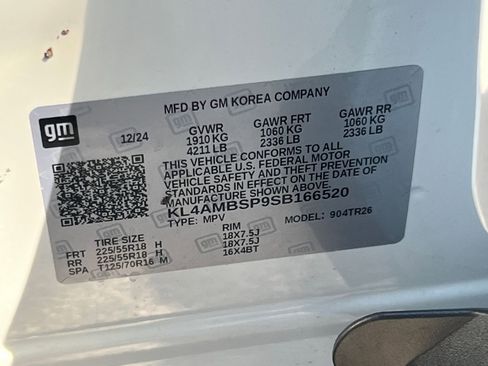 MFD BY GM KOREA COMPANY
gm
12/24 GVWR GAWR FRT GAWR RR
1910 KG 1060 KG 1060 KG
4211 LB 2336 LB 2336 LB
THIS VEHICLE CONFORMS TO ALL
APPLICABLE U.S. FEDERAL MOTOR
VEHICLE SAFETY AND THEFT PREVENTION
STANDARDS IN EFFECT ON THE DATE OF
MANUFACTURE SHOWN ABOVE.
KL4AMBSP9SB166520
TYPE: MPV MODEL: 904TR26
TIRE SIZE RIM
FRT 225/55R18 H 18X7.5J
RR 225/55R18 H 18X7.5J
SPA T125/70R16 M 16X4BT